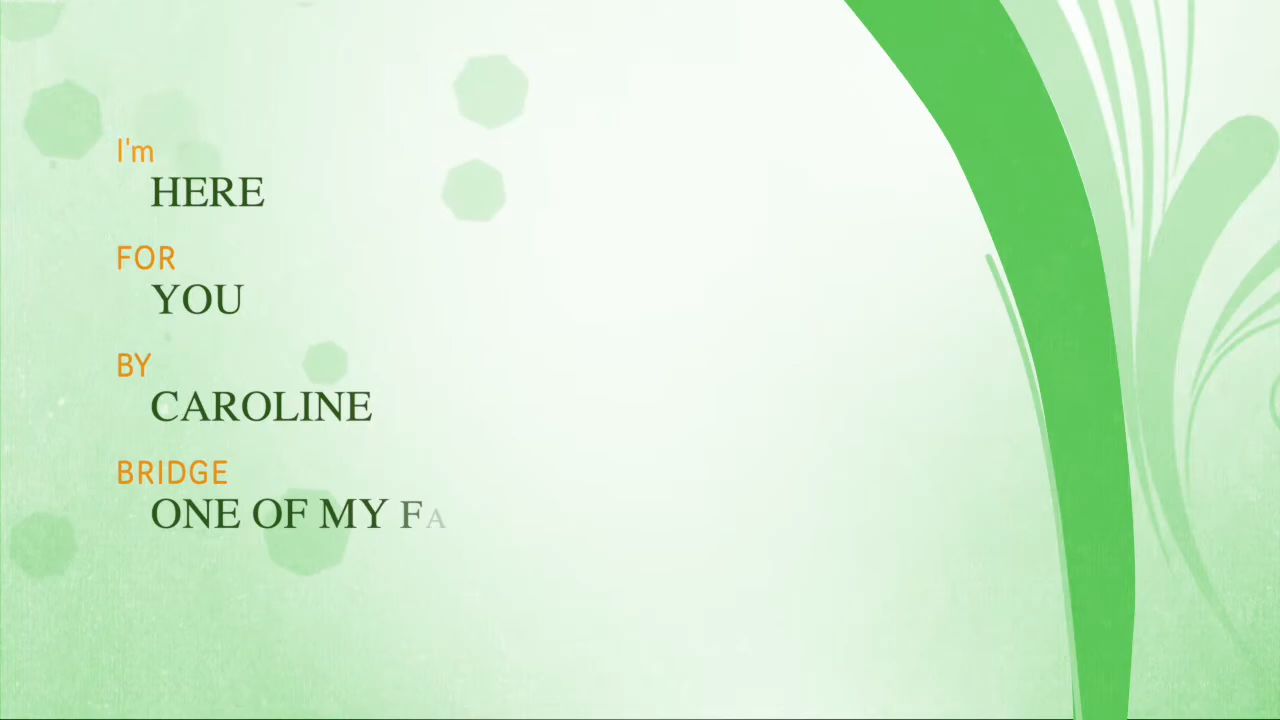 I'm
HERE
FOR
YOU
BY
CAROLINE
BRIDGE
ONE OF MY FA